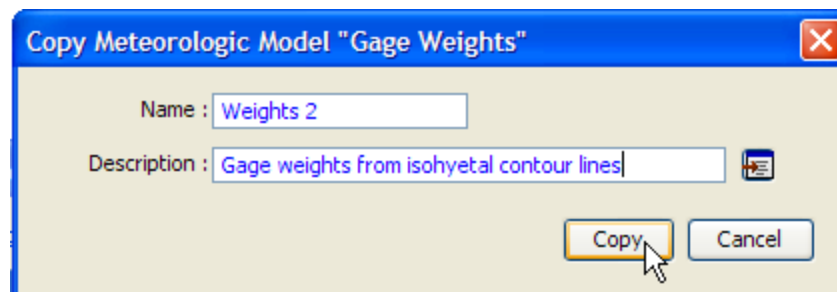 Copy Meteorologic Model "Gage Weights"
Name : Weights 2
Description : Gage weights from isohyetal contour lines
Copy Cancel